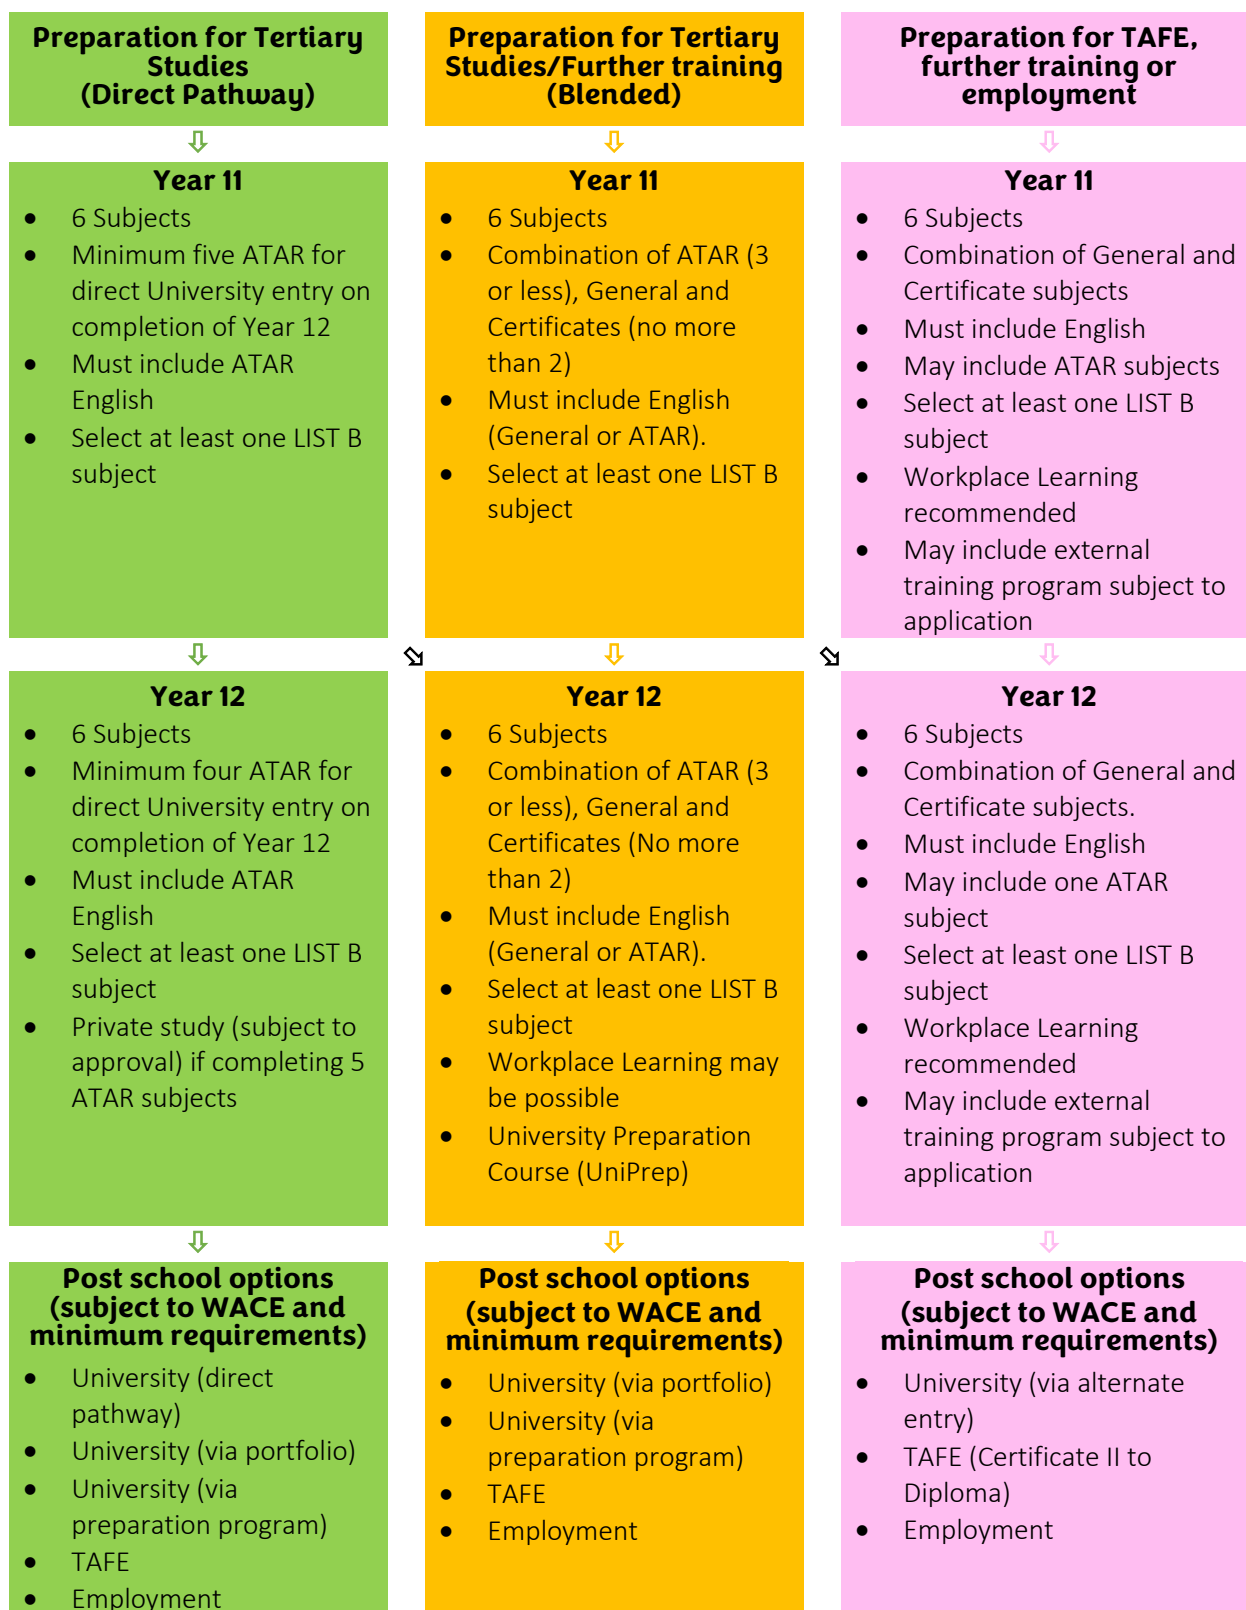 Preparation for Tertiary
Studies
(Direct Pathway)
Preparation for Tertiary
Studies/Further training
(Blended)
Preparation for TAFE,
further training or
employment
Year 11
• 6 Subjects
• Minimum five ATAR for
direct University entry on
completion of Year 12
• Must include ATAR
English
• Select at least one LIST B
subject
Year 11
• 6 Subjects
• Combination of ATAR (3
or less), General and
Certificates (no more
than 2)
• Must include English
(General or ATAR).
• Select at least one LIST B
subject
Year 11
• 6 Subjects
• Combination of General and
Certificate subjects
• Must include English
• May include ATAR subjects
• Select at least one LIST B
subject
• Workplace Learning
recommended
• May include external
training program subject to
application
Year 12
• 6 Subjects
• Minimum four ATAR for
direct University entry on
completion of Year 12
• Must include ATAR
English
• Select at least one LIST B
subject
• Private study (subject to
approval) if completing 5
ATAR subjects
Year 12
• 6 Subjects
• Combination of ATAR (3
or less), General and
Certificates (No more
than 2)
• Must include English
(General or ATAR).
• Select at least one LIST B
subject
• Workplace Learning may
be possible
• University Preparation
Course (UniPrep)
Year 12
• 6 Subjects
• Combination of General and
Certificate subjects.
• Must include English
• May include one ATAR
subject
• Select at least one LIST B
subject
• Workplace Learning
recommended
• May include external
training program subject to
application
Post school options
(subject to WACE and
minimum requirements)
• University (direct
pathway)
• University (via portfolio)
• University (via
preparation program)
• TAFE
• Employment
Post school options
(subject to WACE and
minimum requirements)
• University (via portfolio)
• University (via
preparation program)
• TAFE
• Employment
Post school options
(subject to WACE and
minimum requirements)
• University (via alternate
entry)
• TAFE (Certificate II to
Diploma)
• Employment